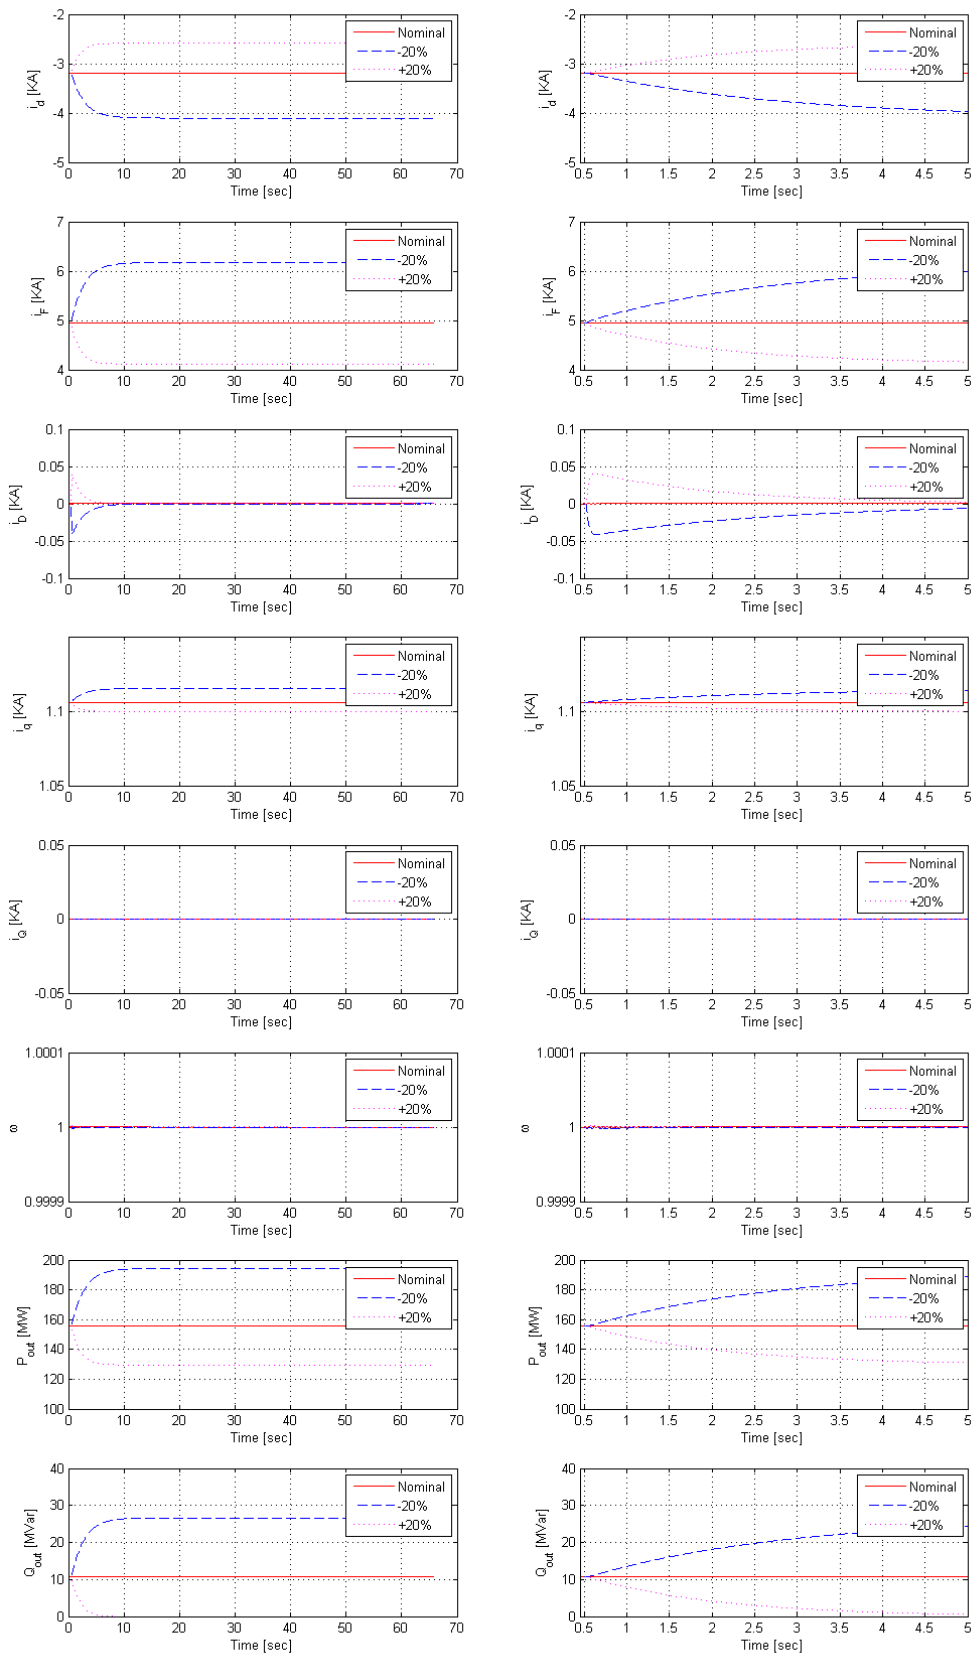 -2
-3
-4
-5
i_d [KA]
Nominal
-20%
+20%
0 10 20 30 40 50 60 70
Time [sec]
-2
-3
-4
-5
i_d [KA]
Nominal
-20%
+20%
0.5 1 1.5 2 2.5 3 3.5 4 4.5 5
Time [sec]
7
6
5
4
i_F [KA]
Nominal
-20%
+20%
0 10 20 30 40 50 60 70
Time [sec]
7
6
5
4
i_F [KA]
Nominal
-20%
+20%
0.5 1 1.5 2 2.5 3 3.5 4 4.5 5
Time [sec]
0.1
0.05
0
-0.05
-0.1
i_D [KA]
Nominal
-20%
+20%
0 10 20 30 40 50 60 70
Time [sec]
0.1
0.05
0
-0.05
-0.1
i_D [KA]
Nominal
-20%
+20%
0.5 1 1.5 2 2.5 3 3.5 4 4.5 5
Time [sec]
1.1
1.05
i_q [KA]
Nominal
-20%
+20%
0 10 20 30 40 50 60 70
Time [sec]
1.1
1.05
i_q [KA]
Nominal
-20%
+20%
0.5 1 1.5 2 2.5 3 3.5 4 4.5 5
Time [sec]
0.05
0
-0.05
i_Q [KA]
Nominal
-20%
+20%
0 10 20 30 40 50 60 70
Time [sec]
0.05
0
-0.05
i_Q [KA]
Nominal
-20%
+20%
0.5 1 1.5 2 2.5 3 3.5 4 4.5 5
Time [sec]
1.0001
1
0.9999
ω
Nominal
-20%
+20%
0 10 20 30 40 50 60 70
Time [sec]
1.0001
1
0.9999
ω
Nominal
-20%
+20%
0.5 1 1.5 2 2.5 3 3.5 4 4.5 5
Time [sec]
200
180
160
140
120
100
P_out [MW]
Nominal
-20%
+20%
0 10 20 30 40 50 60 70
Time [sec]
200
180
160
140
120
100
P_out [MW]
Nominal
-20%
+20%
0.5 1 1.5 2 2.5 3 3.5 4 4.5 5
Time [sec]
40
30
20
10
0
Q_out [MVar]
Nominal
-20%
+20%
0 10 20 30 40 50 60 70
Time [sec]
40
30
20
10
0
Q_out [MVar]
Nominal
-20%
+20%
0.5 1 1.5 2 2.5 3 3.5 4 4.5 5
Time [sec]